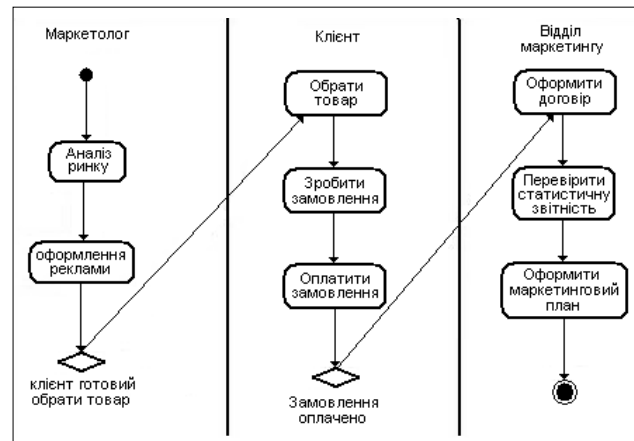 Маркетолог
Аналіз
ринку
оформлення
реклами
клієнт готовий
обрати товар
Клієнт
Обрати
товар
Зробити
замовлення
Оплатити
замовлення
Замовлення
оплачено
Відділ
маркетингу
Оформити
договір
Перевірити
статистичну
звітність
Оформити
маркетинговий
план